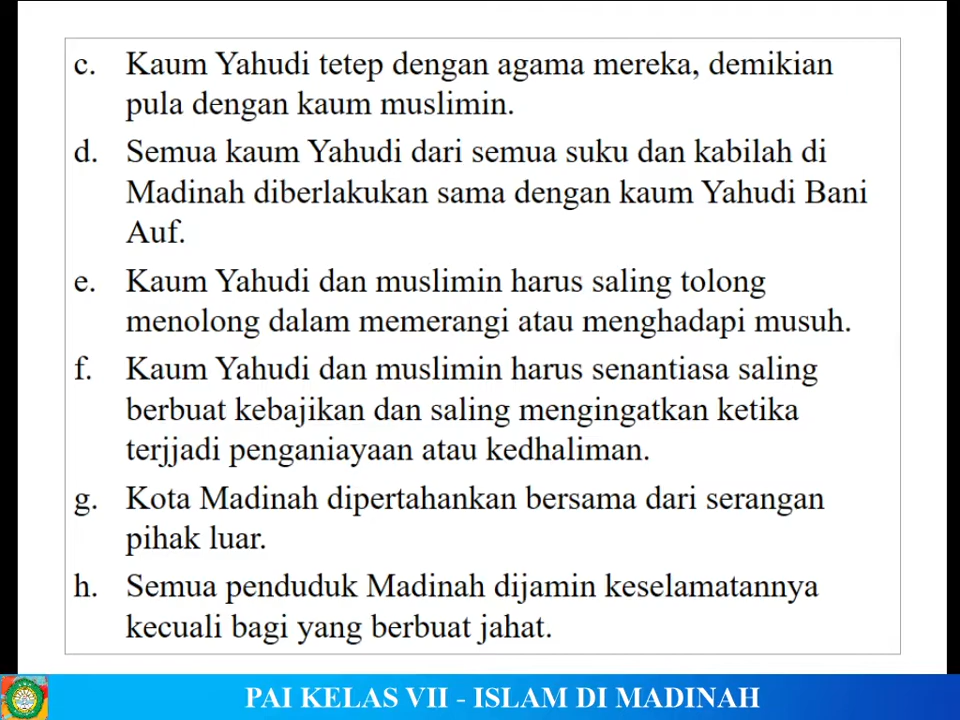 c. Kaum Yahudi tetep dengan agama mereka, demikian
pula dengan kaum muslimin.
d. Semua kaum Yahudi dari semua suku dan kabilah di
Madinah diberlakukan sama dengan kaum Yahudi Bani
Auf.
e. Kaum Yahudi dan muslimin harus saling tolong
menolong dalam memerangi atau menghadapi musuh.
f. Kaum Yahudi dan muslimin harus senantiasa saling
berbuat kebajikan dan saling mengingatkan ketika
terjjadi penganiayaan atau kedhaliman.
g. Kota Madinah dipertahankan bersama dari serangan
pihak luar.
h. Semua penduduk Madinah dijamin keselamatannya
kecuali bagi yang berbuat jahat.
PAI KELAS VII - ISLAM DI MADINAH